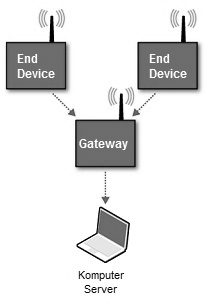 End
Device
End
Device
Gateway
Komputer
Server